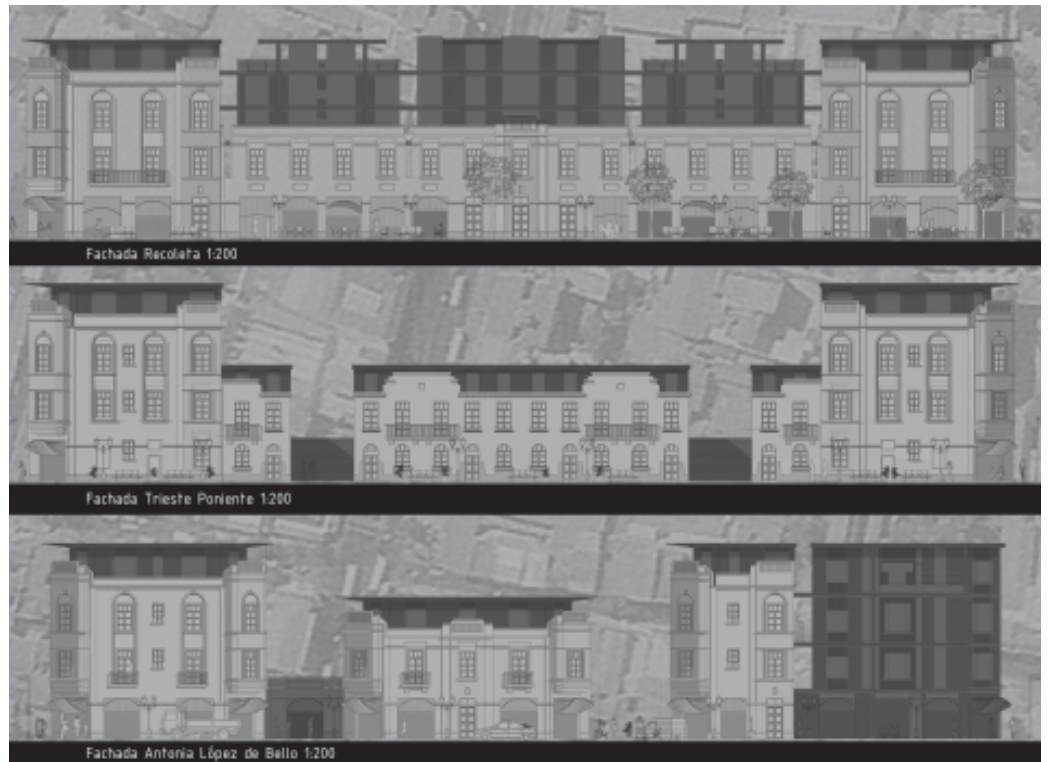 Fachada Recoleta 1:200
Fachada Trieste Poniente 1:200
Fachada Antonia López de Bello 1:200